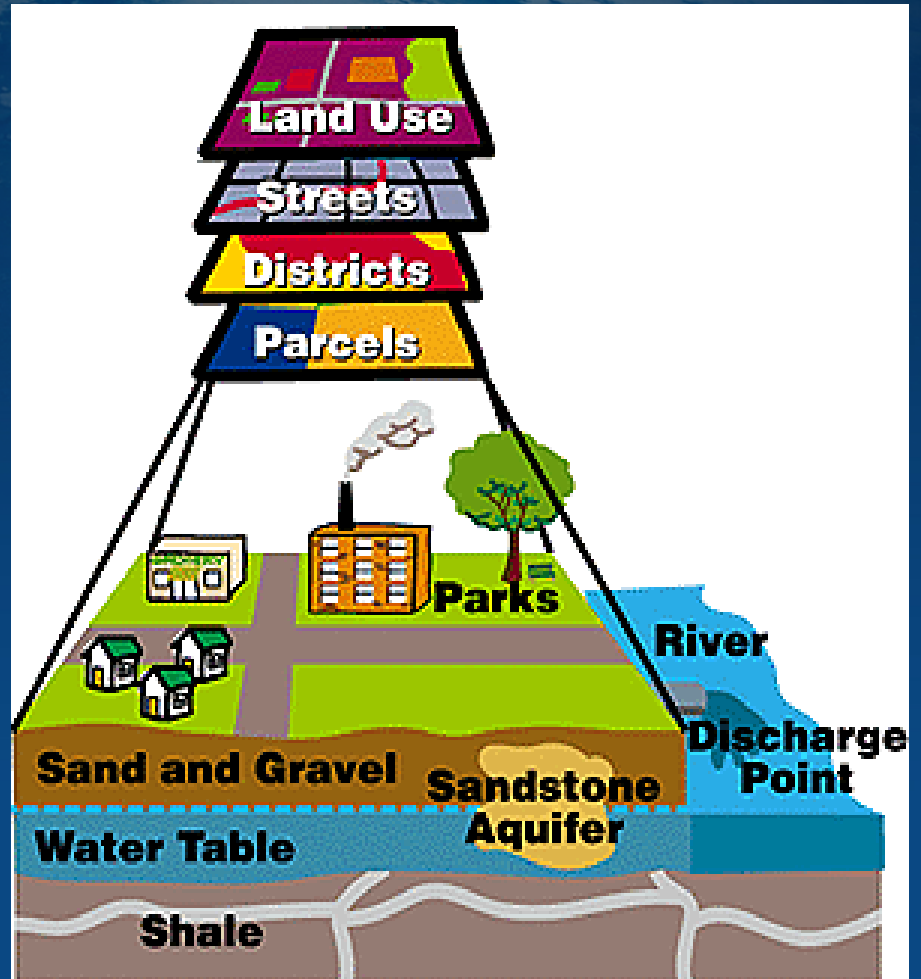 Land Use
Streets
Districts
Parcels
Parks
River
Discharge
Point
Sand and Gravel
Sandstone
Aquifer
Water Table
Shale